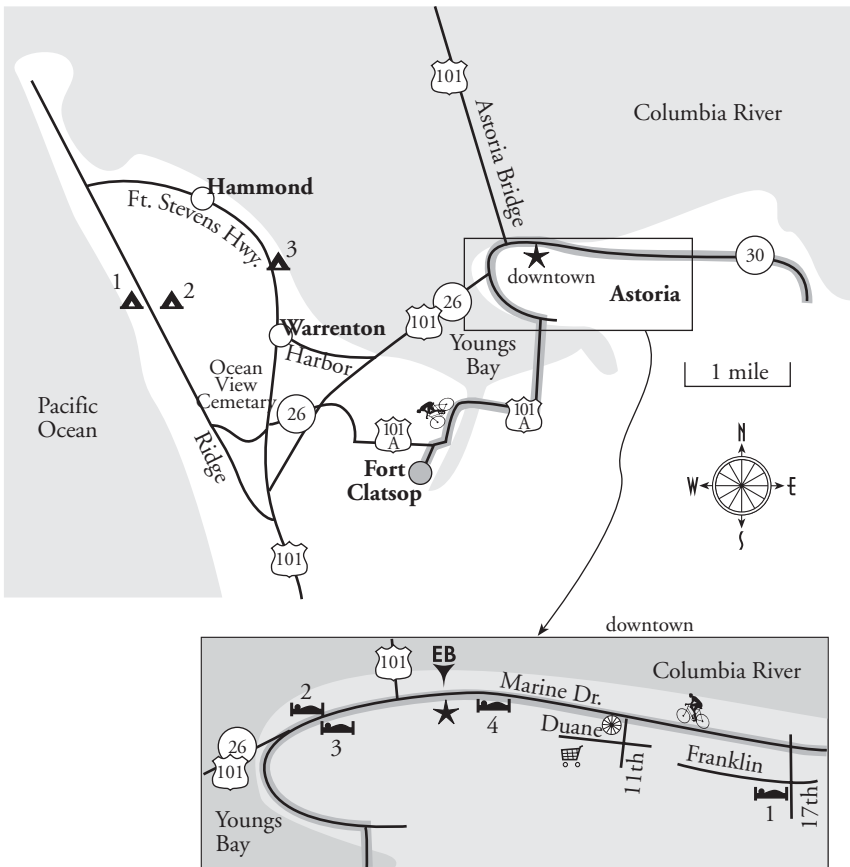 101
Astoria Bridge
Columbia River
Hammond
Ft. Stevens Hwy.
3
1
2
30
downtown
Astoria
26
101
Warrenton
Harbor
Youngs
Bay
1 mile
Ocean
View
Cemetary
26
Pacific
Ocean
101
A
101
A
Ridge
Fort
Clatsop
N
W
E
S
101
downtown
101
EB
Columbia River
2
Marine Dr.
4
Duane
3
26
101
Franklin
11th
17th
1
Youngs
Bay